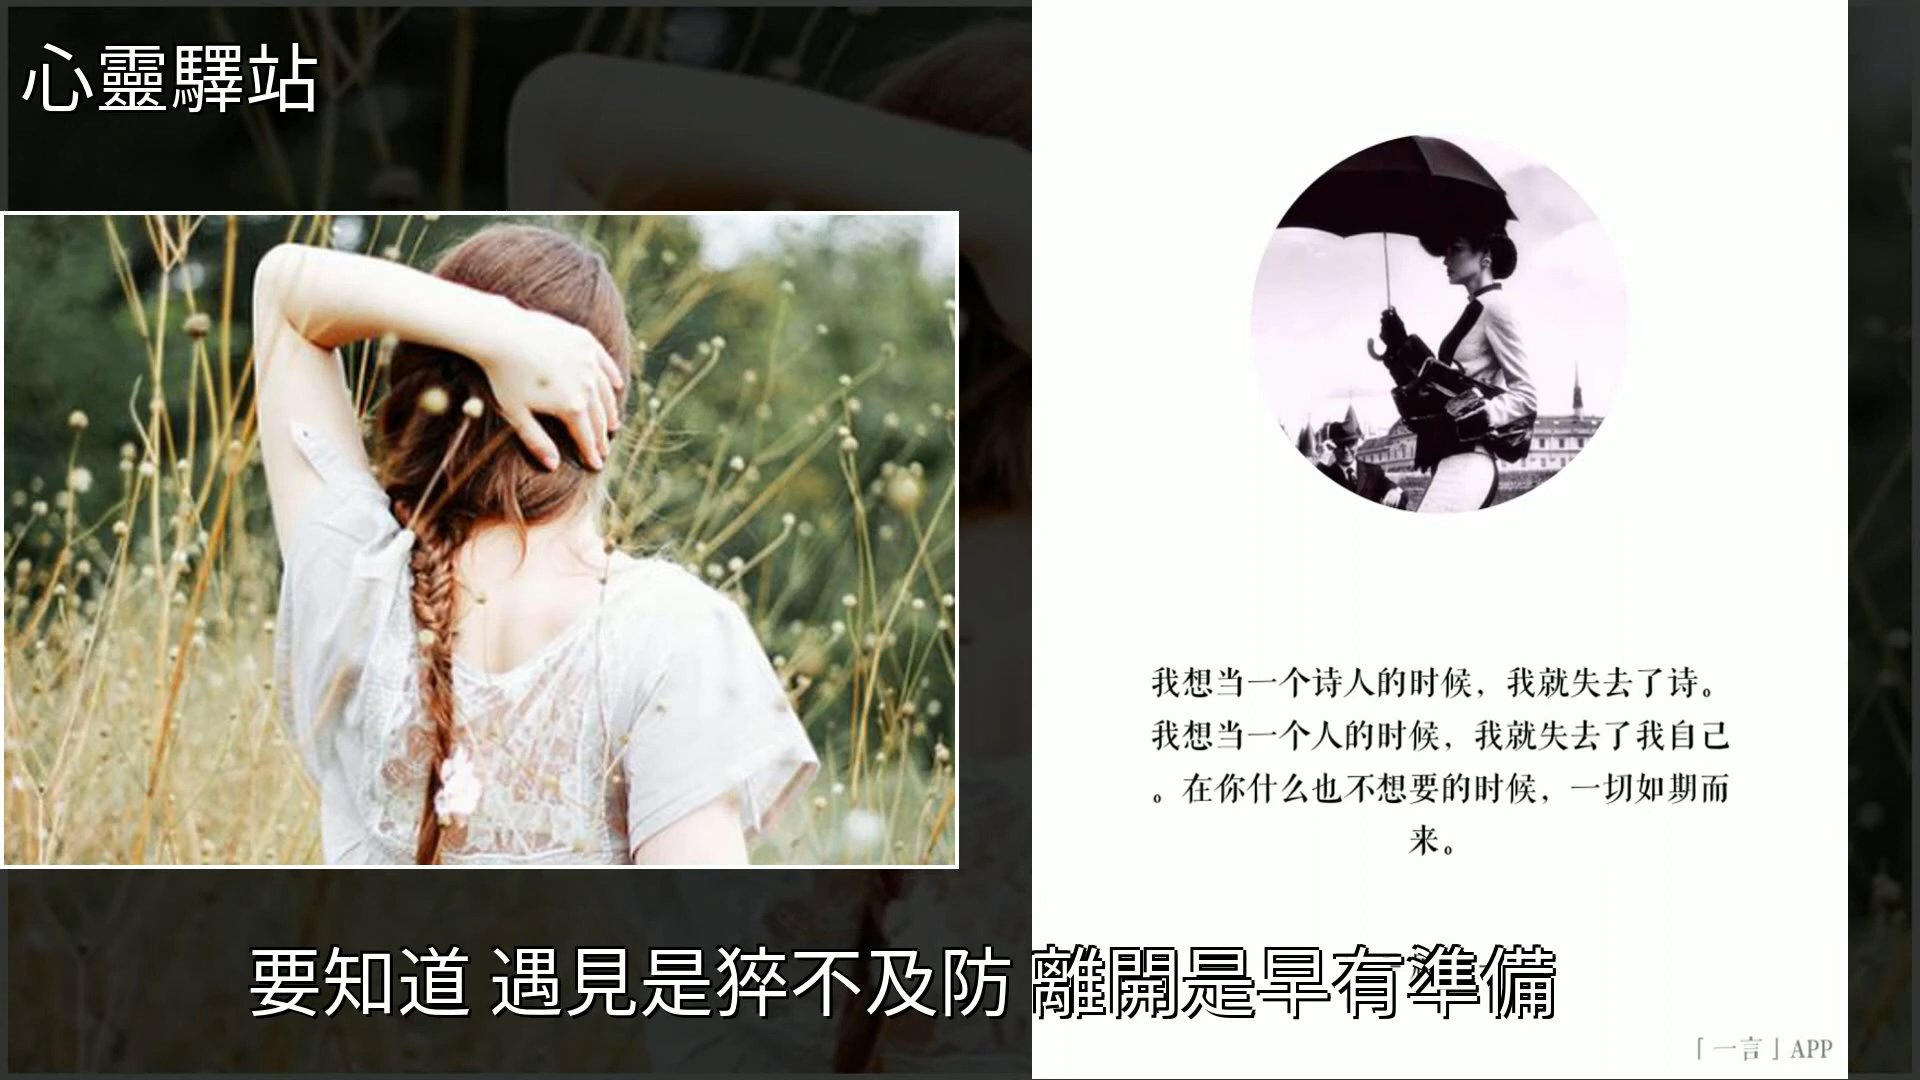 心靈驛站
我想当一个诗人的时候，我就失去了诗。
我想当一个人的时候，我就失去了我自己
。在你什么也不想要的时候，一切如期而
来。
要知道 遇見是猝不及防 離開是早有準備
「一言」APP